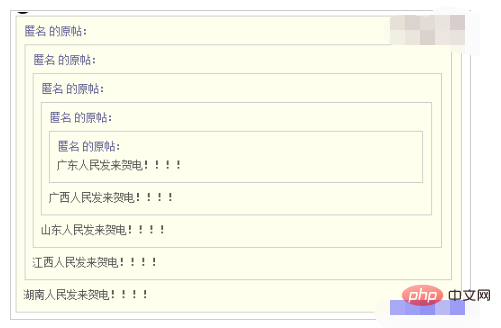 匿名 的原帖:
匿名 的原帖:
匿名 的原帖:
匿名 的原帖:
匿名 的原帖:
广东人民发来贺电！！！！
广西人民发来贺电！！！！
山东人民发来贺电！！！！
江西人民发来贺电！！！！
湖南人民发来贺电！！！！
php 中文网